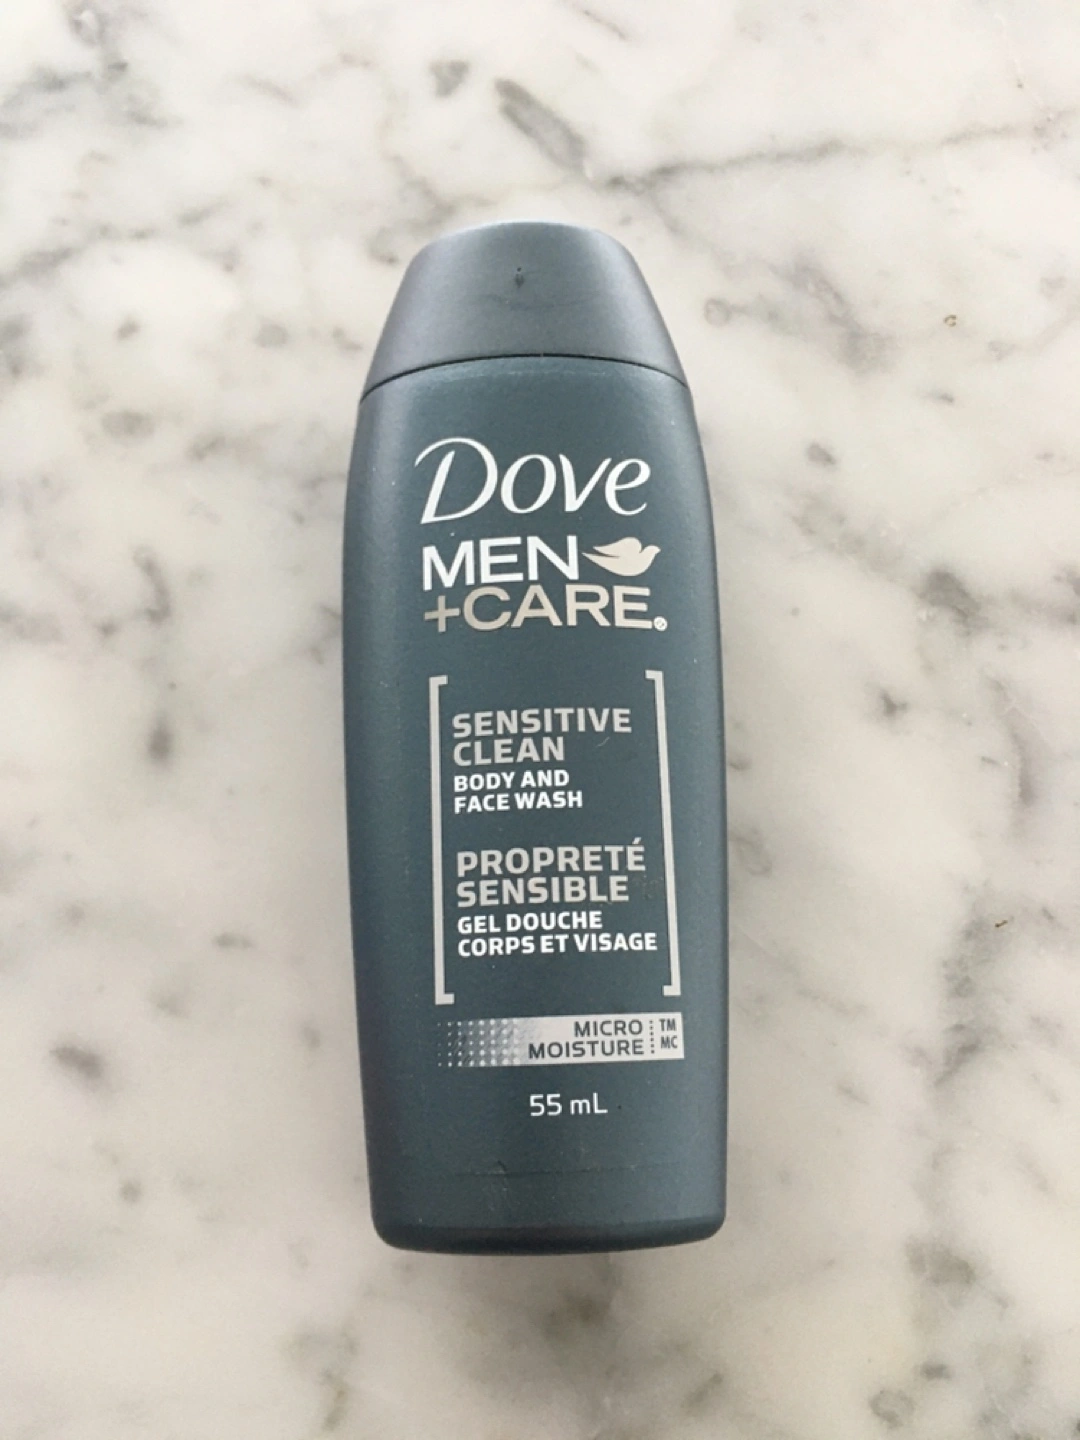 Dove
MEN
+CARE®
SENSITIVE
CLEAN
BODY AND
FACE WASH
PROPRETÉ
SENSIBLE
GEL DOUCHE
CORPS ET VISAGE
MICRO TM
MOISTURE MC
55 mL